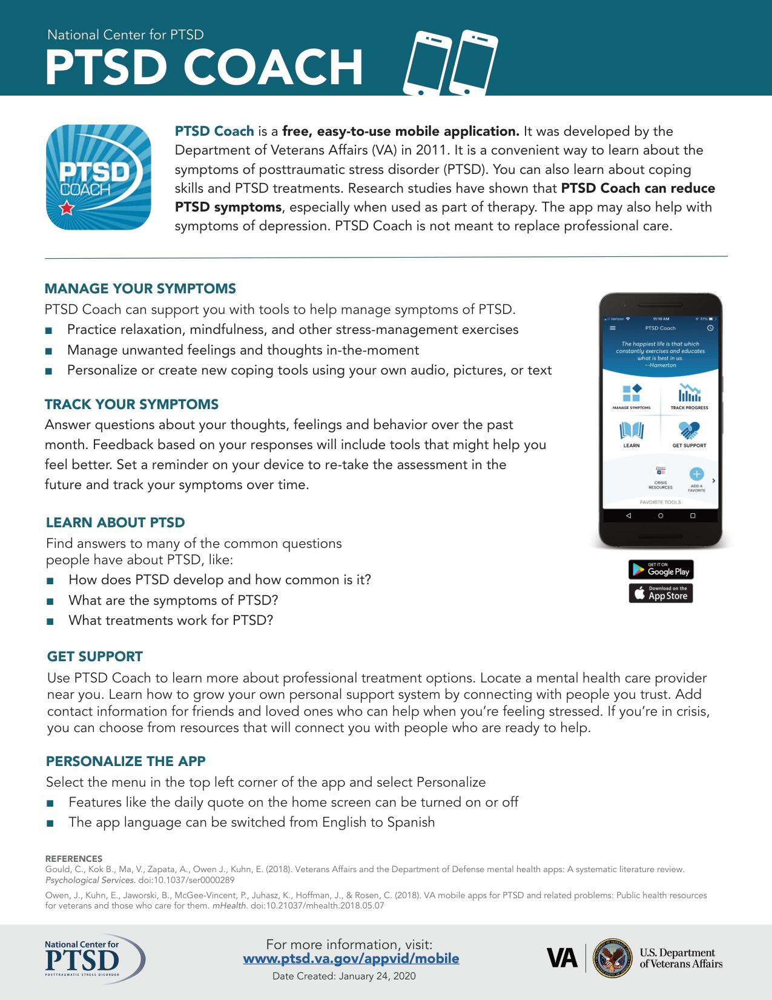 National Center for PTSD
PTSD COACH
PTSD
COACH
PTSD Coach is a free, easy-to-use mobile application. It was developed by the
Department of Veterans Affairs (VA) in 2011. It is a convenient way to learn about the
symptoms of posttraumatic stress disorder (PTSD). You can also learn about coping
skills and PTSD treatments. Research studies have shown that PTSD Coach can reduce
PTSD symptoms, especially when used as part of therapy. The app may also help with
symptoms of depression. PTSD Coach is not meant to replace professional care.
MANAGE YOUR SYMPTOMS
PTSD Coach can support you with tools to help manage symptoms of PTSD.
■ Practice relaxation, mindfulness, and other stress-management exercises
■ Manage unwanted feelings and thoughts in-the-moment
■ Personalize or create new coping tools using your own audio, pictures, or text
TRACK YOUR SYMPTOMS
Answer questions about your thoughts, feelings and behavior over the past
month. Feedback based on your responses will include tools that might help you
feel better. Set a reminder on your device to re-take the assessment in the
future and track your symptoms over time.
LEARN ABOUT PTSD
Find answers to many of the common questions
people have about PTSD, like:
■ How does PTSD develop and how common is it?
■ What are the symptoms of PTSD?
■ What treatments work for PTSD?
Verizon 11:10 AM 51%
PTSD Coach
The happiest life is that which
constantly exercises and educates
what is best in us.
--Hamerton
MANAGE SYMPTOMS TRACK PROGRESS
LEARN GET SUPPORT
CRISIS
RESOURCES
ADD A
FAVORITE
FAVORITE TOOLS
GET IT ON
Google Play
Download on the
App Store
GET SUPPORT
Use PTSD Coach to learn more about professional treatment options. Locate a mental health care provider
near you. Learn how to grow your own personal support system by connecting with people you trust. Add
contact information for friends and loved ones who can help when you’re feeling stressed. If you’re in crisis,
you can choose from resources that will connect you with people who are ready to help.
PERSONALIZE THE APP
Select the menu in the top left corner of the app and select Personalize
■ Features like the daily quote on the home screen can be turned on or off
■ The app language can be switched from English to Spanish
REFERENCES
Gould, C., Kok B., Ma, V., Zapata, A., Owen J., Kuhn, E. (2018). Veterans Affairs and the Department of Defense mental health apps: A systematic literature review.
Psychological Services. doi:10.1037/ser0000289
Owen, J., Kuhn, E., Jaworski, B., McGee-Vincent, P., Juhasz, K., Hoffman, J., & Rosen, C. (2018). VA mobile apps for PTSD and related problems: Public health resources
for veterans and those who care for them. mHealth. doi:10.21037/mhealth.2018.05.07
National Center for
PTSD
POSTTRAUMATIC STRESS DISORDER
For more information, visit:
www.ptsd.va.gov/appvid/mobile
Date Created: January 24, 2020
VA
U.S. Department
of Veterans Affairs